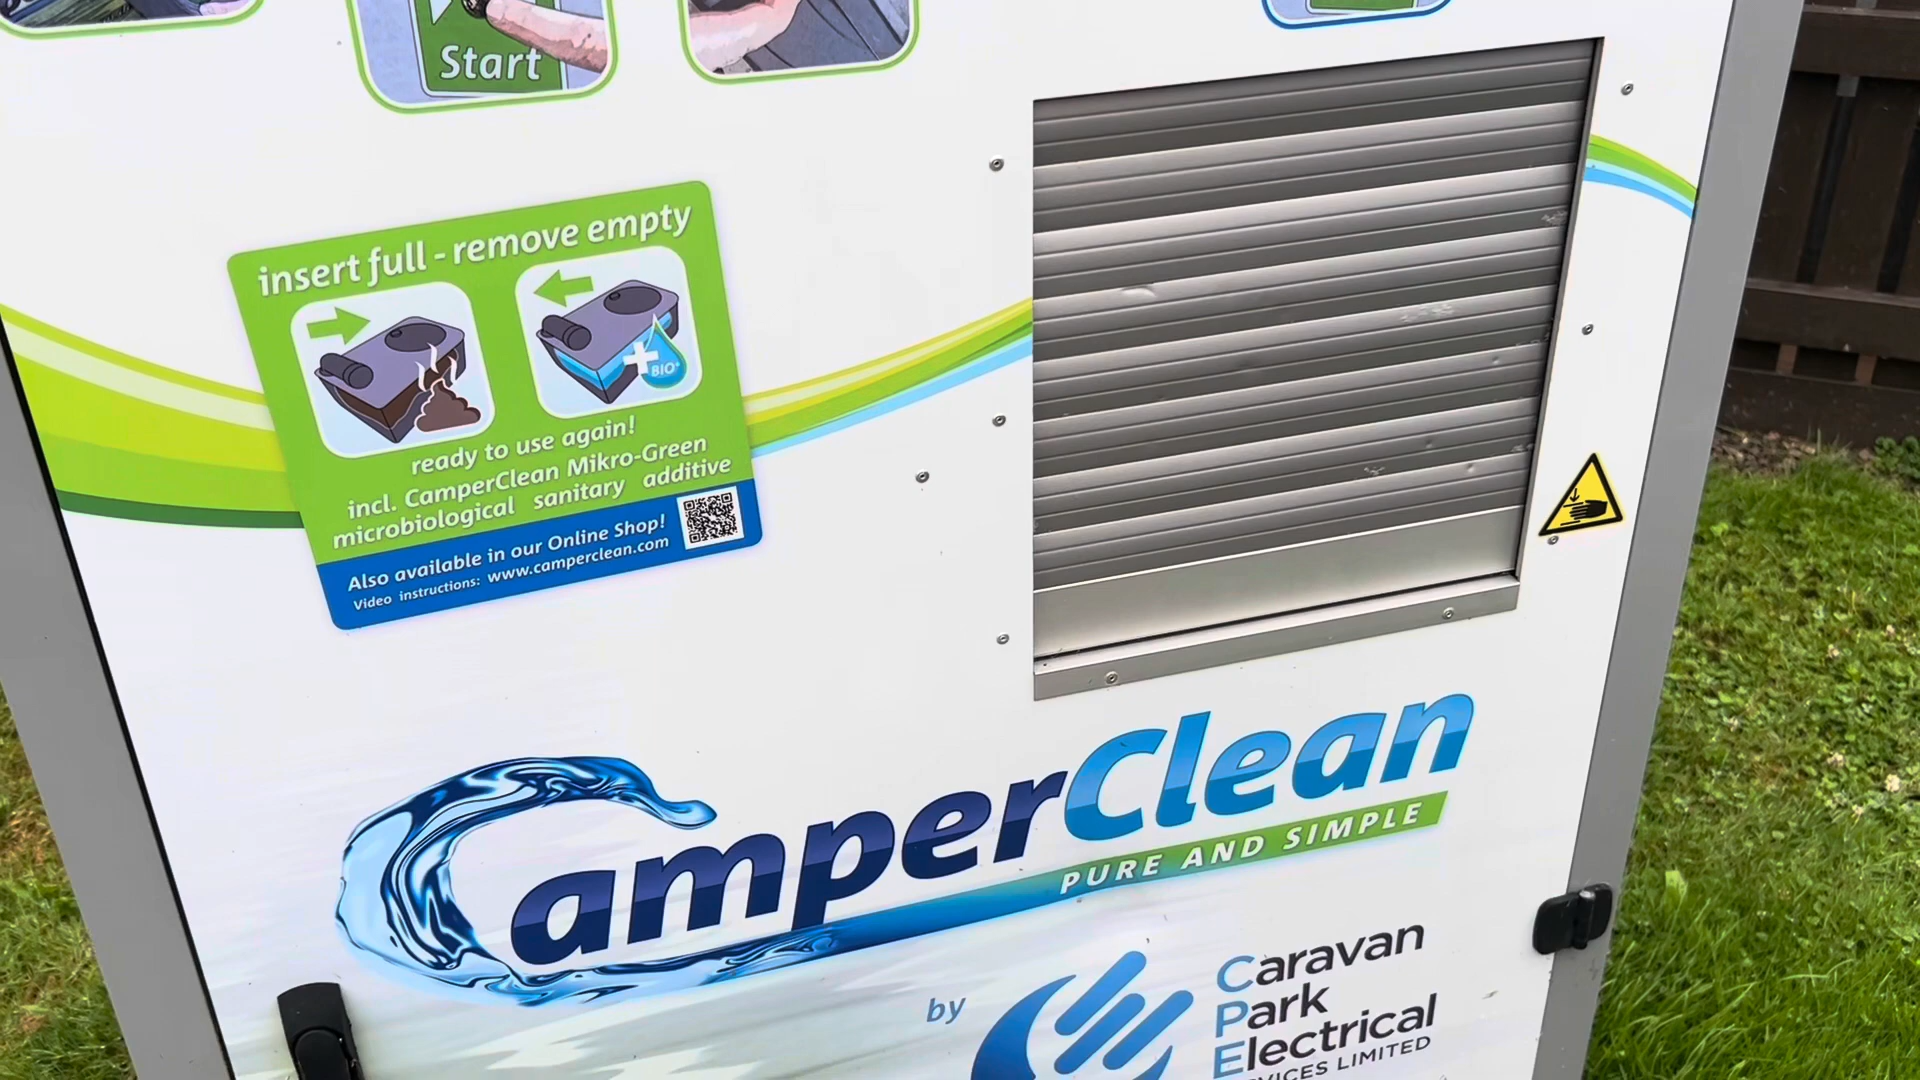 Start
insert full - remove empty
BIO+
ready to use again!
incl. CamperClean Mikro-Green
microbiological sanitary additive
Also available in our Online Shop!
Video instructions: www.camperclean.com
CamperClean
PURE AND SIMPLE
by
Caravan
Park
Electrical
LIMITED